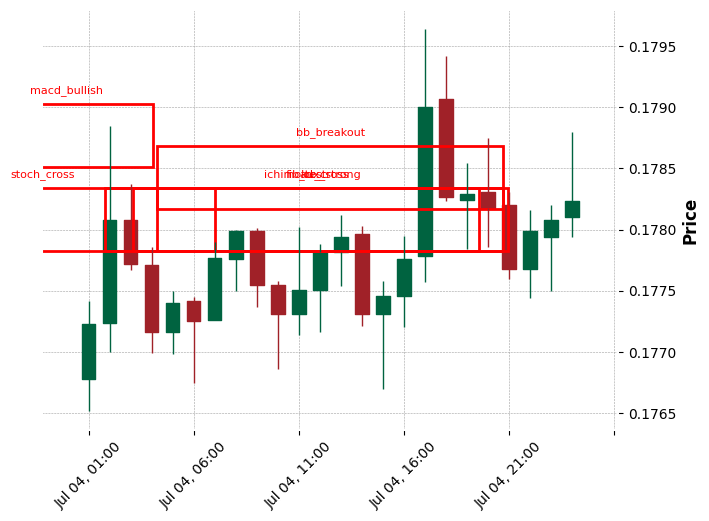 0.1795
macd_bullish
0.1790
bb_breakout
0.1785
stoch_cross
0.1780
Price
0.1775
0.1770
0.1765
Jul 04, 01:00
Jul 04, 06:00
Jul 04, 11:00
Jul 04, 16:00
Jul 04, 21:00